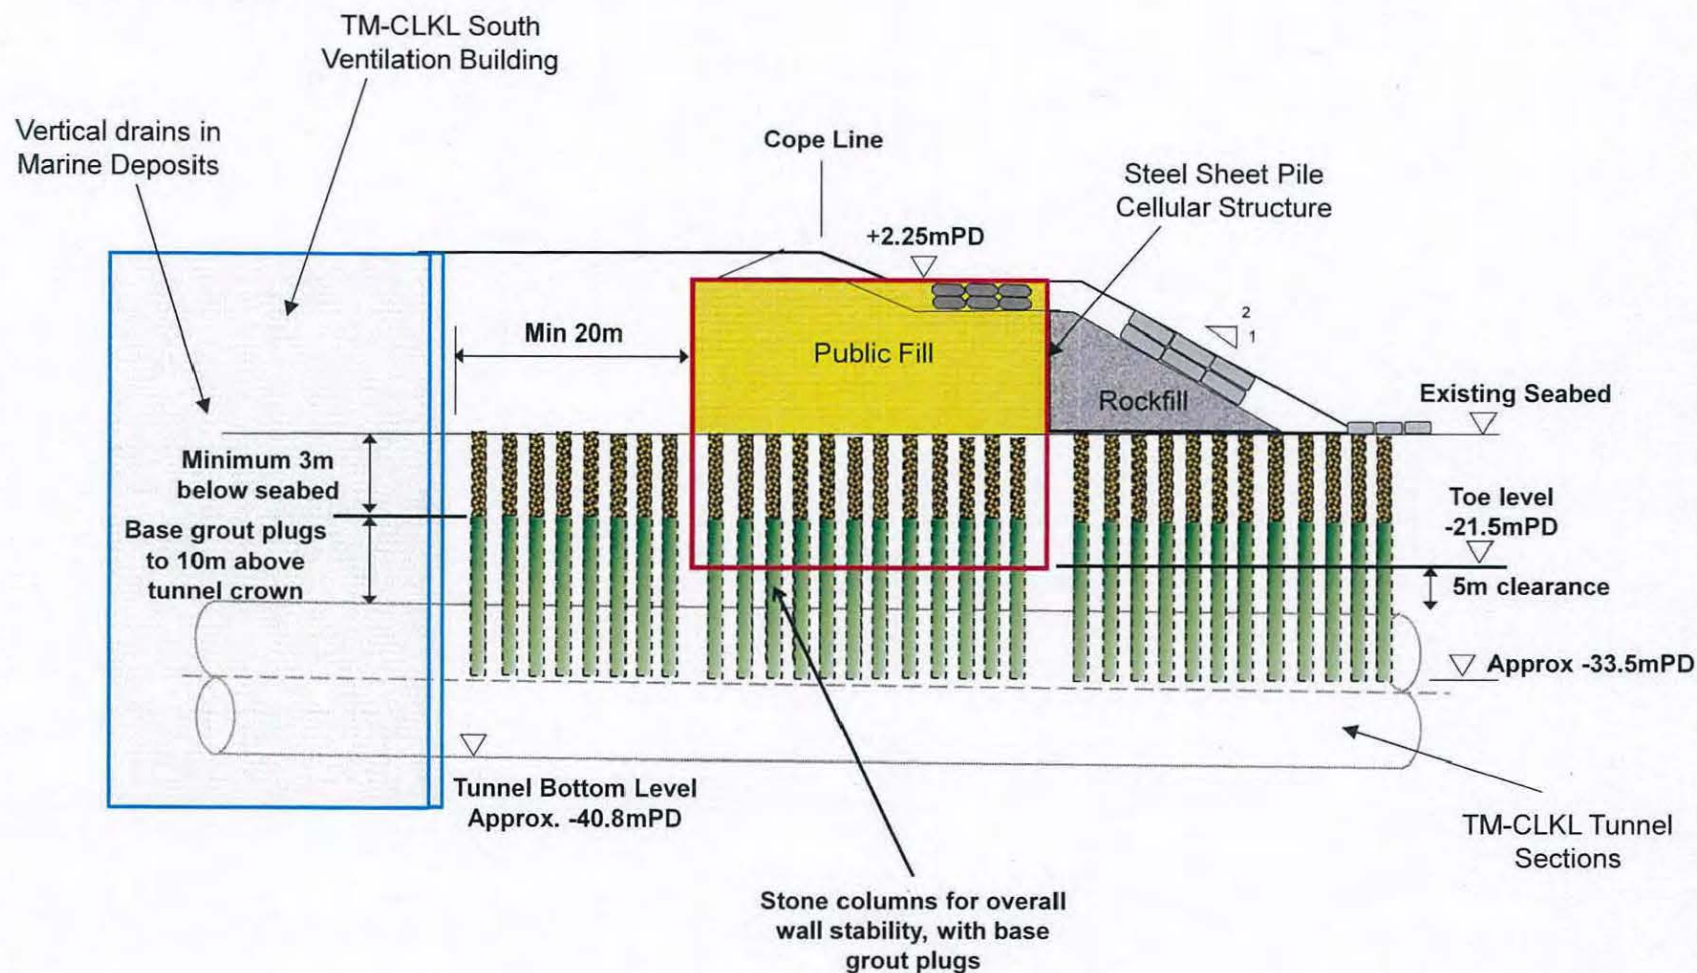 TM-CLKL South
Ventilation Building
Vertical drains in
Marine Deposits
Cope Line
Steel Sheet Pile
Cellular Structure
+2.25mPD
Min 20m
Public Fill
2
1
Rockfill
Existing Seabed
Minimum 3m
below seabed
Toe level
-21.5mPD
Base grout plugs
to 10m above
tunnel crown
5m clearance
Approx -33.5mPD
Tunnel Bottom Level
Approx. -40.8mPD
TM-CLKL Tunnel
Sections
Stone columns for overall
wall stability, with base
grout plugs